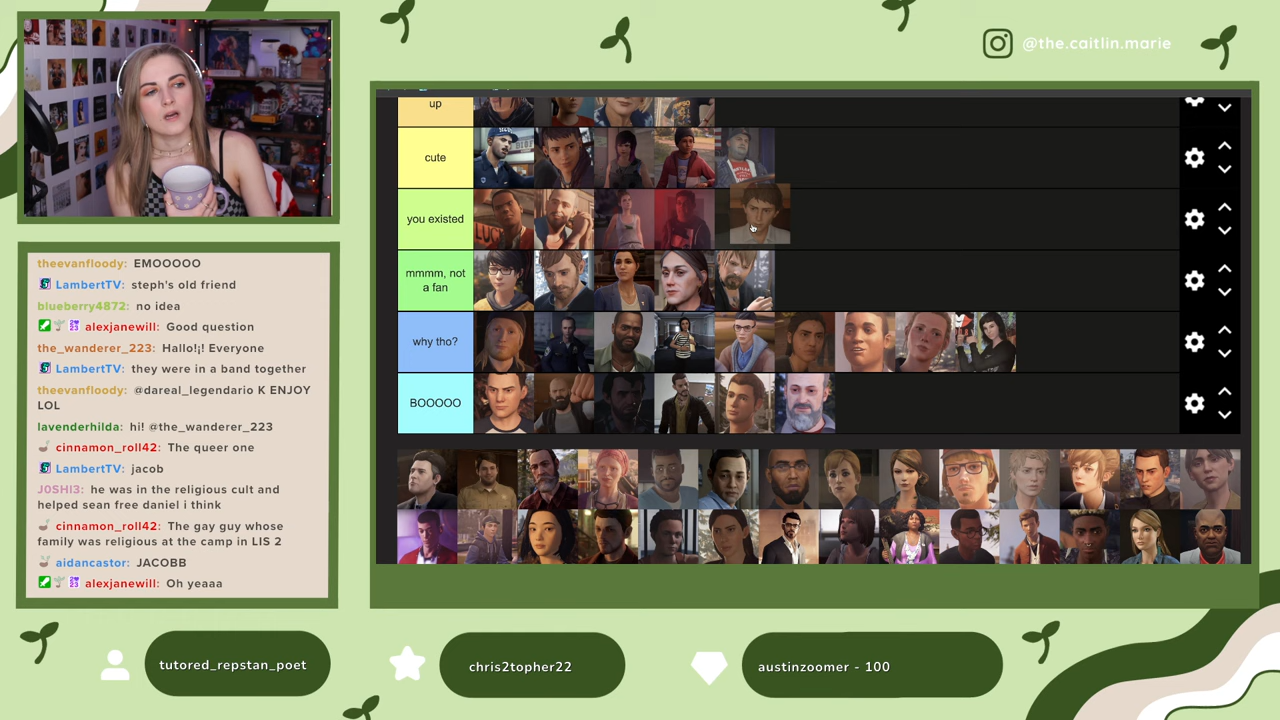 @the.caitlin.marie
up
cute
you existed
mmmm, not
a fan
why tho?
BOOOOO
theevanfloody: EMOOOOO
LambertTV: steph's old friend
blueberry4872: no idea
alexjanewill: Good question
the_wanderer_223: Hallo!¡! Everyone
LambertTV: they were in a band together
theevanfloody: @dareal_legendario K ENJOY
LOL
lavenderhilda: hi! @the_wanderer_223
cinnamon_roll42: The queer one
LambertTV: jacob
J0SHI3: he was in the religious cult and
helped sean free daniel i think
cinnamon_roll42: The gay guy whose
family was religious at the camp in LIS 2
aidancastor: JACOBB
alexjanewill: Oh yeaaa
tutored_repstan_poet
chris2topher22
austinzoomer - 100